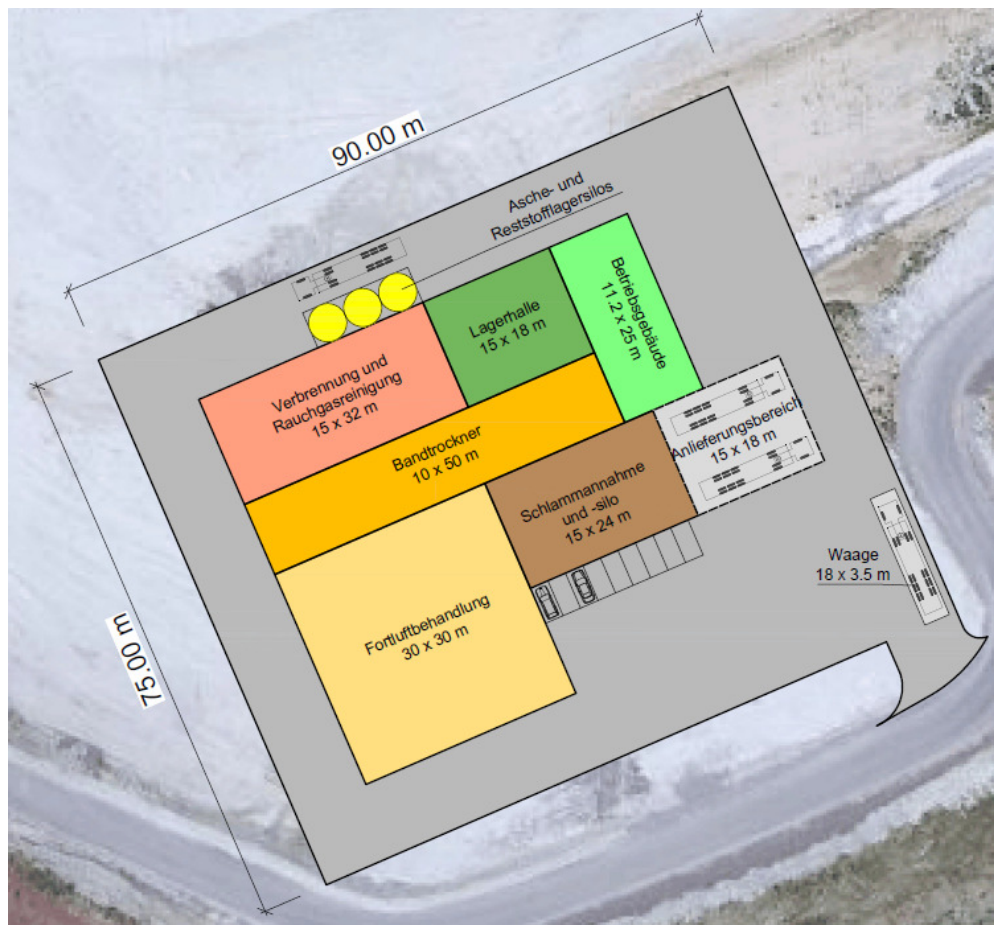 90.00 m
Asche- und
Reststofflagersilos
Betriebsgebäude
11.2 x 25 m
Lagerhalle
15 x 18 m
Verbrennung und
Rauchgasreinigung
15 x 32 m
Bandtrockner
10 x 50 m
Anlieferungsbereich
15 x 18 m
Schlammannahme
und -silo
15 x 24 m
Waage
18 x 3.5 m
Fortluftbehandlung
30 x 30 m
75.00 m